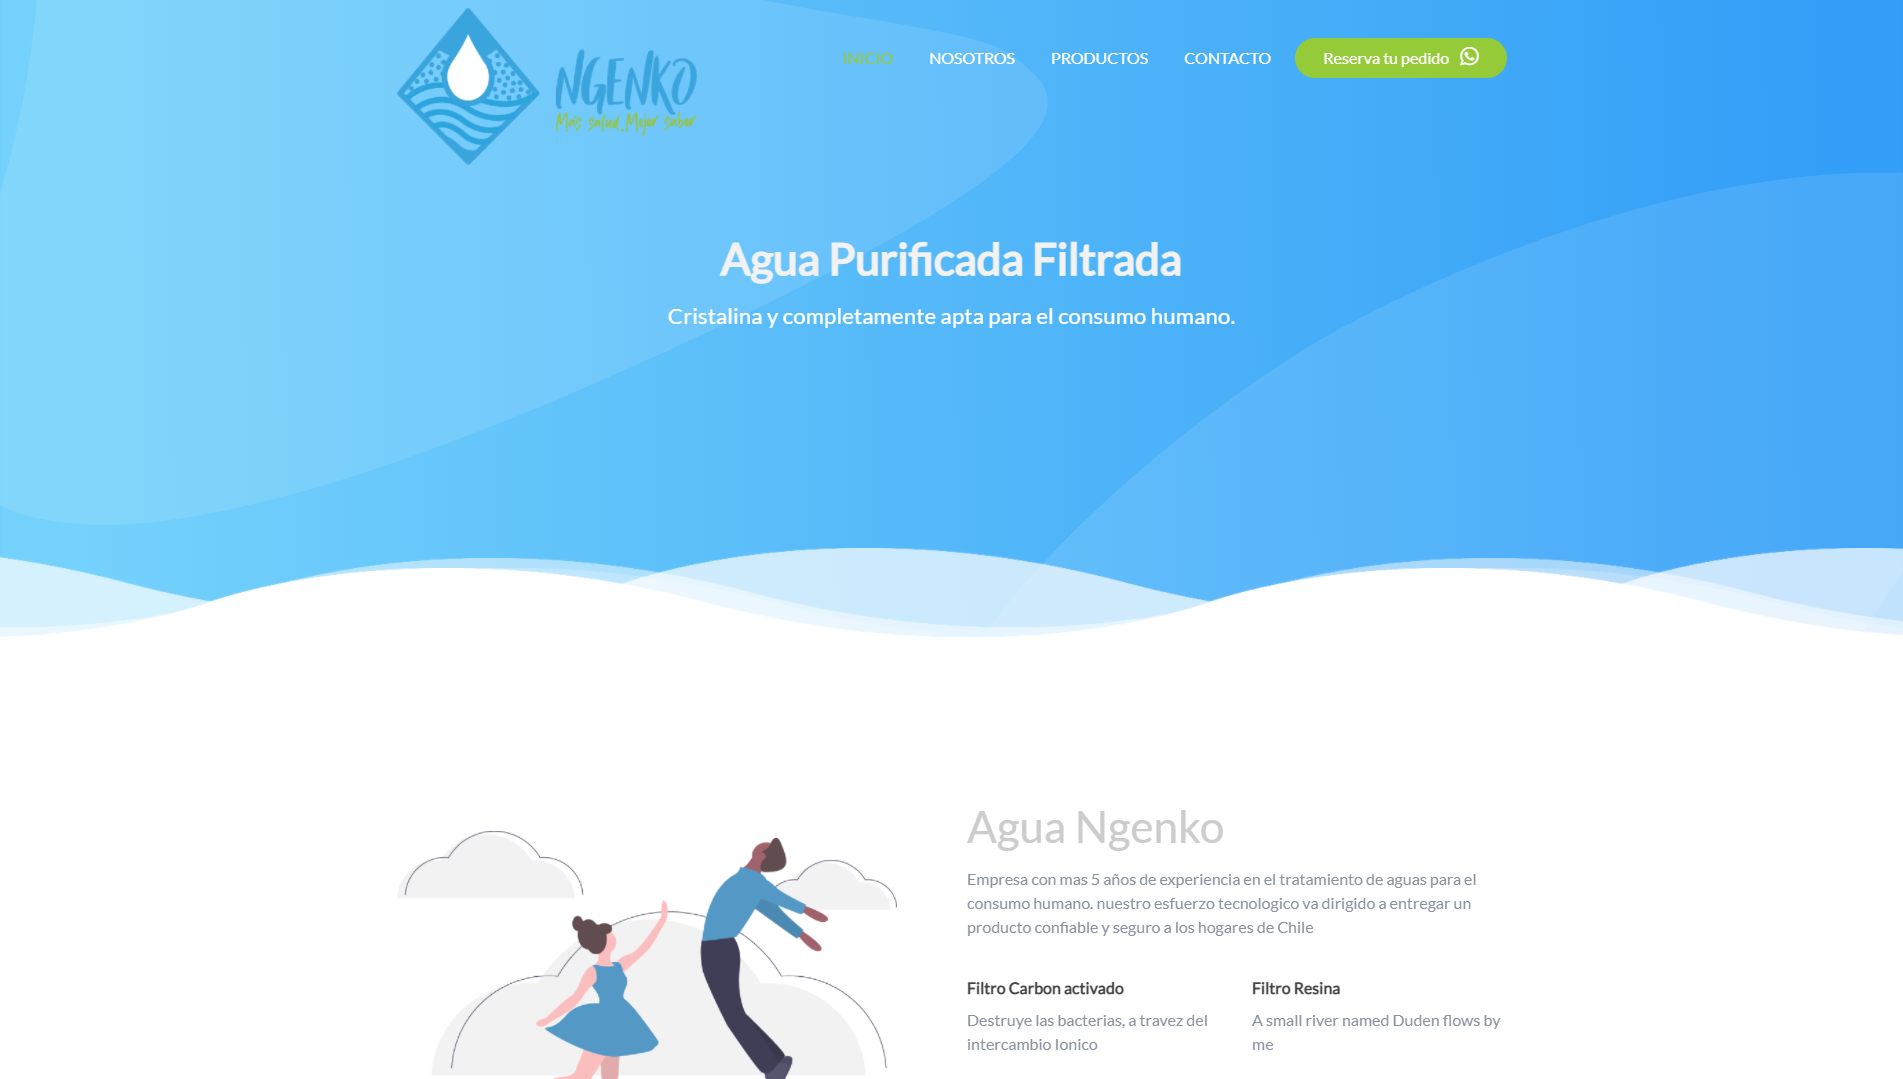 NGENKO
Mas salud, Mejor sabor
INICIO
NOSOTROS
PRODUCTOS
CONTACTO
Reserva tu pedido
Agua Purificada Filtrada
Cristalina y completamente apta para el consumo humano.
Agua Ngenko
Empresa con mas 5 años de experiencia en el tratamiento de aguas para el
consumo humano. nuestro esfuerzo tecnologico va dirigido a entregar un
producto confiable y seguro a los hogares de Chile
Filtro Carbon activado
Destruye las bacterias, a travez del
intercambio Ionico
Filtro Resina
A small river named Duden flows by
me